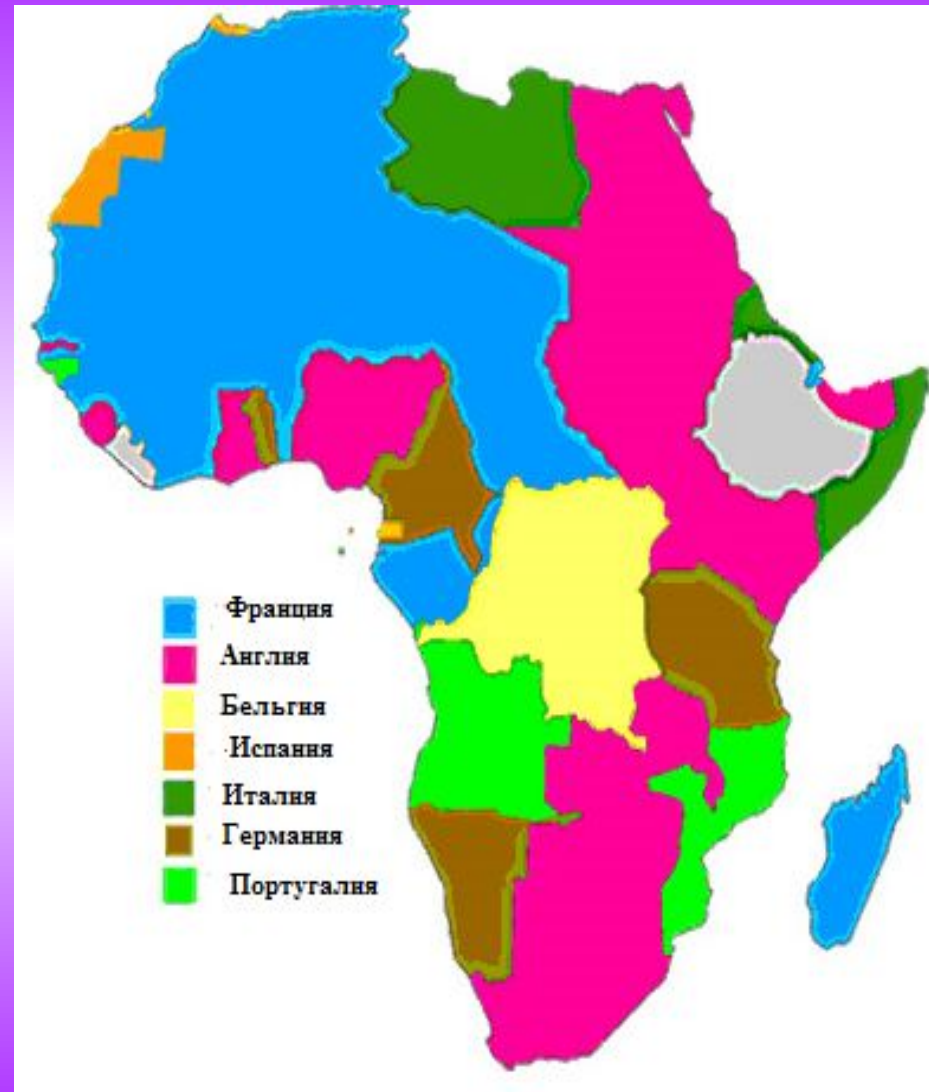 Франция
Англия
Бельгия
Испания
Италия
Германия
Португалия